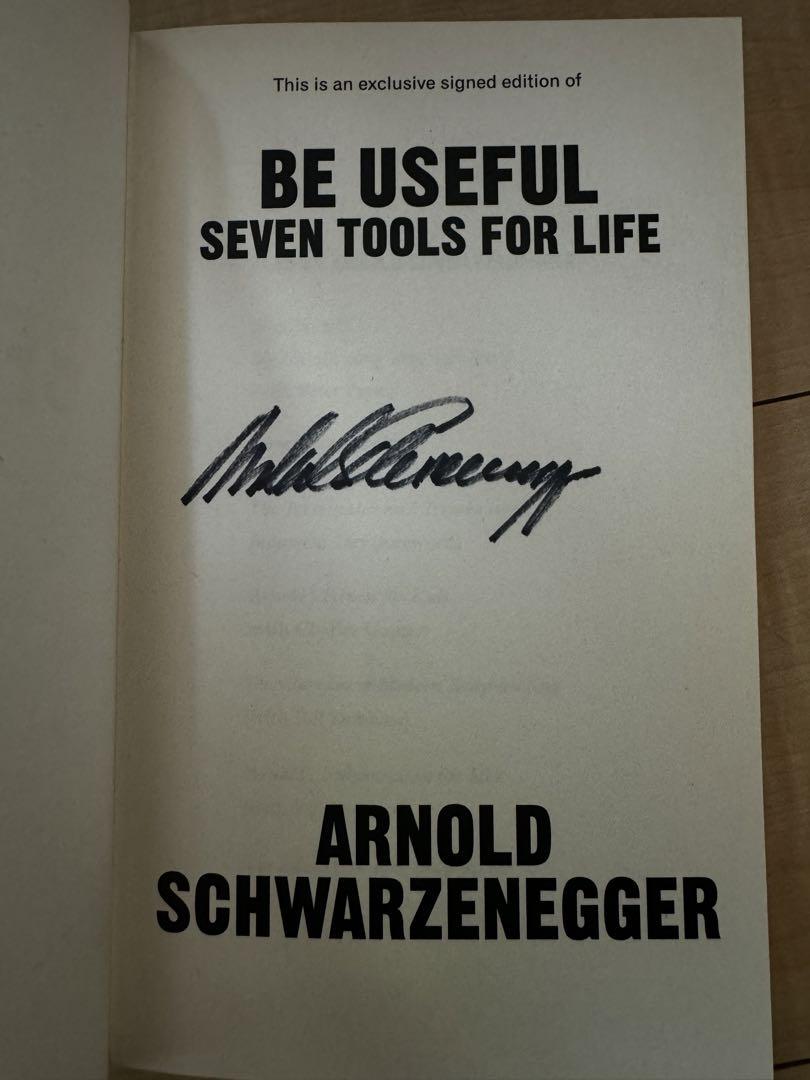 This is an exclusive signed edition of
BE USEFUL
SEVEN TOOLS FOR LIFE
ARNOLD
SCHWARZENEGGER